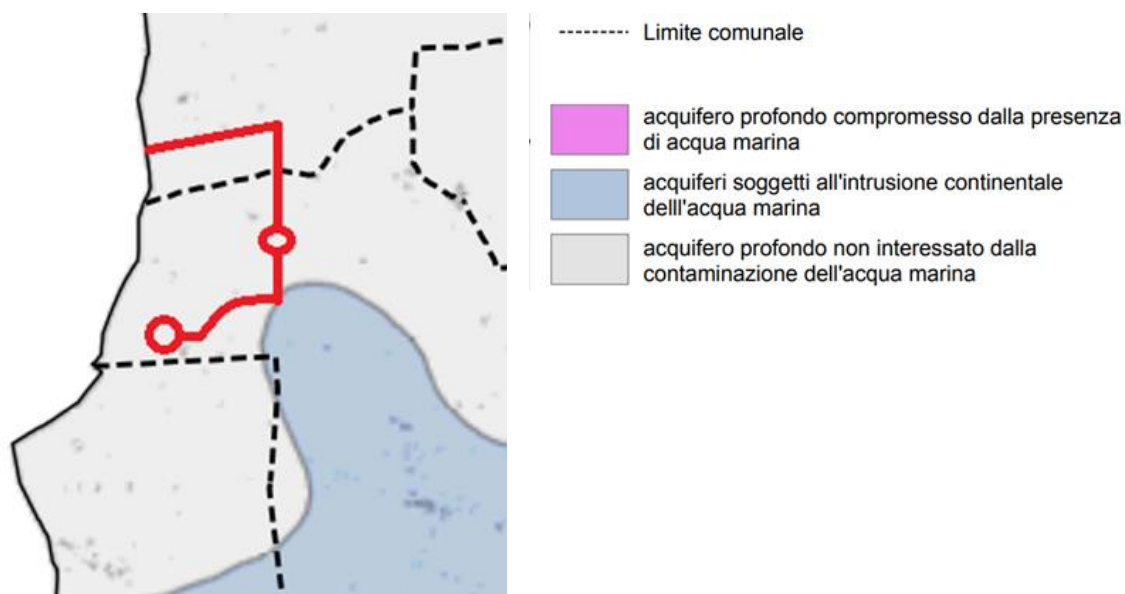 Limite comunale
acquifero profondo compromesso dalla presenza
di acqua marina
acquiferi soggetti all'intrusione continentale
delll'acqua marina
acquifero profondo non interessato dalla
contaminazione dell'acqua marina